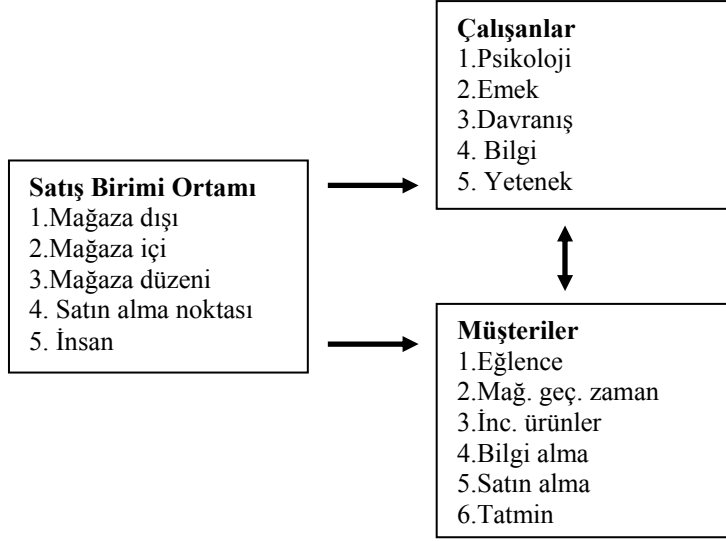 Çalışanlar
1.Psikoloji
2.Emek
3.Davranış
4. Bilgi
5. Yetenek
Satış Birimi Ortamı
1.Mağaza dışı
2.Mağaza içi
3.Mağaza düzeni
4. Satın alma noktası
5. İnsan
Müşteriler
1.Eğlence
2.Mağ. geç. zaman
3.İnc. ürünler
4.Bilgi alma
5.Satın alma
6.Tatmin